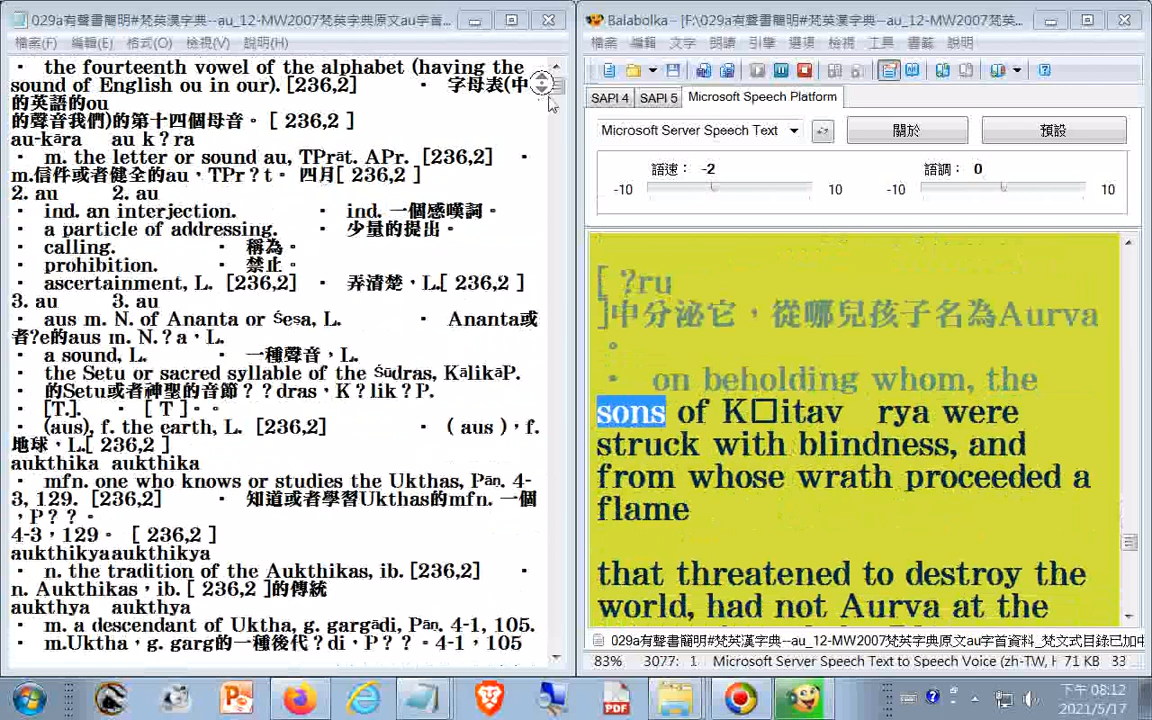 029a有聲書簡明#梵英漢字典--au_12-MW2007梵英字典原文au字首...
檔案(F) 編輯(E) 格式(O) 檢視(V) 說明(H)
• the fourteenth vowel of the alphabet (having the
sound of English ou in our). [236,2] • 字母表(中
的英語的ou
的聲音我們)的第十四個母音。 [ 236,2 ]
au-kāra au k ? ra
• m. the letter or sound au, TPrāt. APr. [236,2] •
m.信件或者健全的au，TPr ? t。 四月[ 236,2 ]
2. au 2. au
• ind. an interjection. • ind. 一個感嘆詞。
• a particle of addressing. • 少量的提出。
• calling. • 稱為。
• prohibition. • 禁止。
• ascertainment, L. [236,2] • 弄清楚，L.[ 236,2 ]
3. au 3. au
• aus m. N. of Ananta or Śeṣa, L. • Ananta或
者?e的aus m. N. ? a，L.
• a sound, L. • 一種聲音，L.
• the Setu or sacred syllable of the Śūdras, KālikāP.
• 的Setu或者神聖的音節 ? ? dras，K ? lik ? P.
• [T.]. • [ T ]。。
• (aus), f. the earth, L. [236,2] • ( aus )，f.
地球，L.[ 236,2 ]
aukthika aukthika
• mfn. one who knows or studies the Ukthas, Pāṇ. 4-
3, 129. [236,2] • 知道或者學習Ukthas的mfn. 一個
，P ? ?。
4-3，129。 [ 236,2 ]
aukthikya aukthikya
• n. the tradition of the Aukthikas, ib. [236,2] •
n. Aukthikas，ib. [ 236,2 ]的傳統
aukthya aukthya
• m. a descendant of Uktha, g. gargādi, Pāṇ. 4-1, 105.
• m.Uktha，g. garg的一種後代 ? di，P ? ?。4-1，105
Balabolka - [F:\029a有聲書簡明#梵英漢字典--au_12-MW2007梵英...
檔案 編輯 文字 朗讀 引擎 選項 檢視 工具 書籤 說明
SAPI 4 SAPI 5 Microsoft Speech Platform
Microsoft Server Speech Text 關於 預設
語速： -2 語調： 0
-10 10 -10 10
[ ?ru
]中分泌它，從哪兒孩子名為Aurva
。
• on beholding whom, the
sons of K□itav rya were
struck with blindness, and
from whose wrath proceeded a
flame
that threatened to destroy the
world, had not Aurva at the
029a有聲書簡明#梵英漢字典--au_12-MW2007梵英字典原文au字首資料_梵文式目錄已加中
83% 3077: 1 Microsoft Server Speech Text to Speech Voice (zh-TW, H 71 KB 33
PDF
下午 08:12
2021/5/17